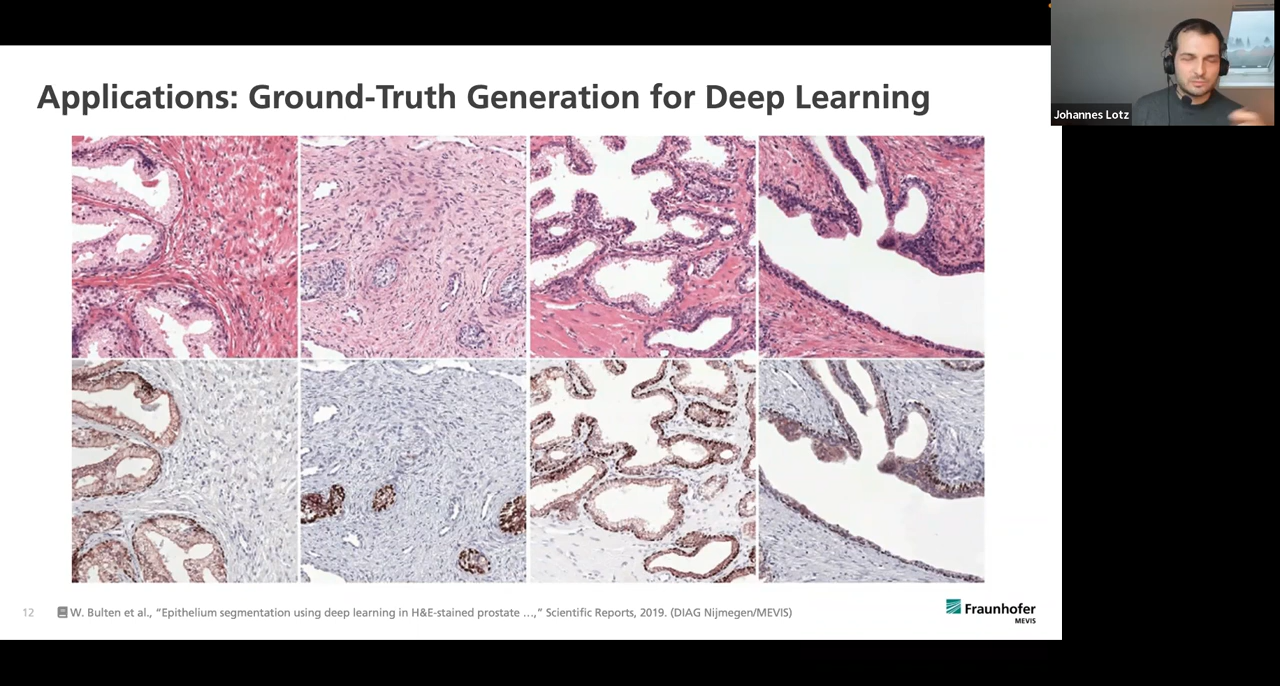 Applications: Ground-Truth Generation for Deep Learning
Johannes Lotz
12 W. Bulten et al., “Epithelium segmentation using deep learning in H&E-stained prostate ...,” Scientific Reports, 2019. (DIAG Nijmegen/MEVIS)
Fraunhofer
MEVIS